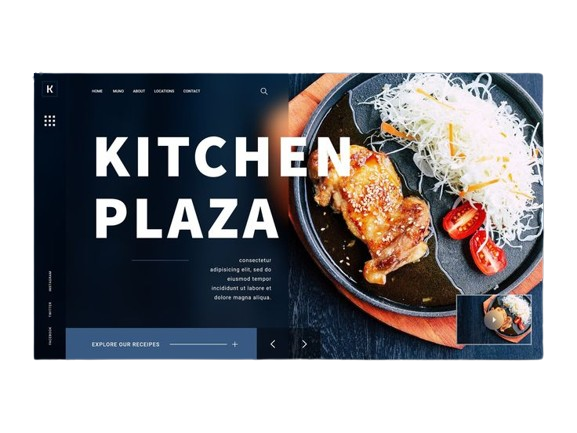 K
HOME MUNO ABOUT LOCATIONS CONTACT
KITCHEN
PLAZA
consectetur
adipisicing elit, sed do
eiusmod tempor
incididunt ut labore et
dolore magna aliqua.
INSTAGRAM
TWITTER
FACEBOOK
EXPLORE OUR RECEIPES